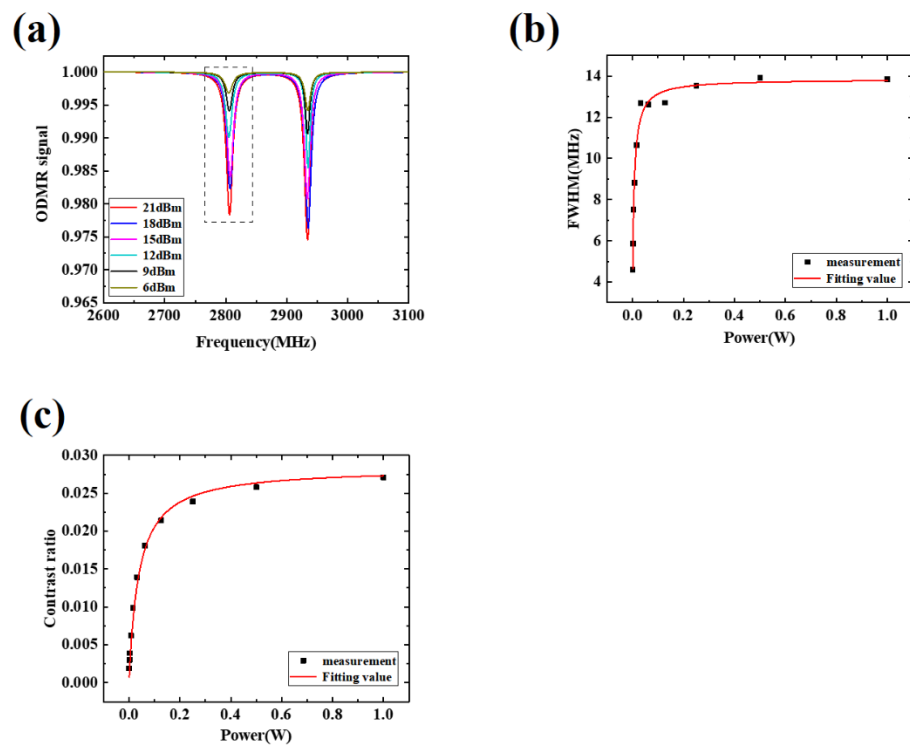 (a)
ODMR signal
1.000
0.995
0.990
0.985
0.980
0.975
0.970
0.965
21dBm
18dBm
15dBm
12dBm
9dBm
6dBm
2600 2700 2800 2900 3000 3100
Frequency(MHz)
(b)
FWHM(MHz)
14
12
10
8
6
4
measurement
Fitting value
0.0 0.2 0.4 0.6 0.8 1.0
Power(W)
(c)
Contrast ratio
0.030
0.025
0.020
0.015
0.010
0.005
0.000
measurement
Fitting value
0.0 0.2 0.4 0.6 0.8 1.0
Power(W)